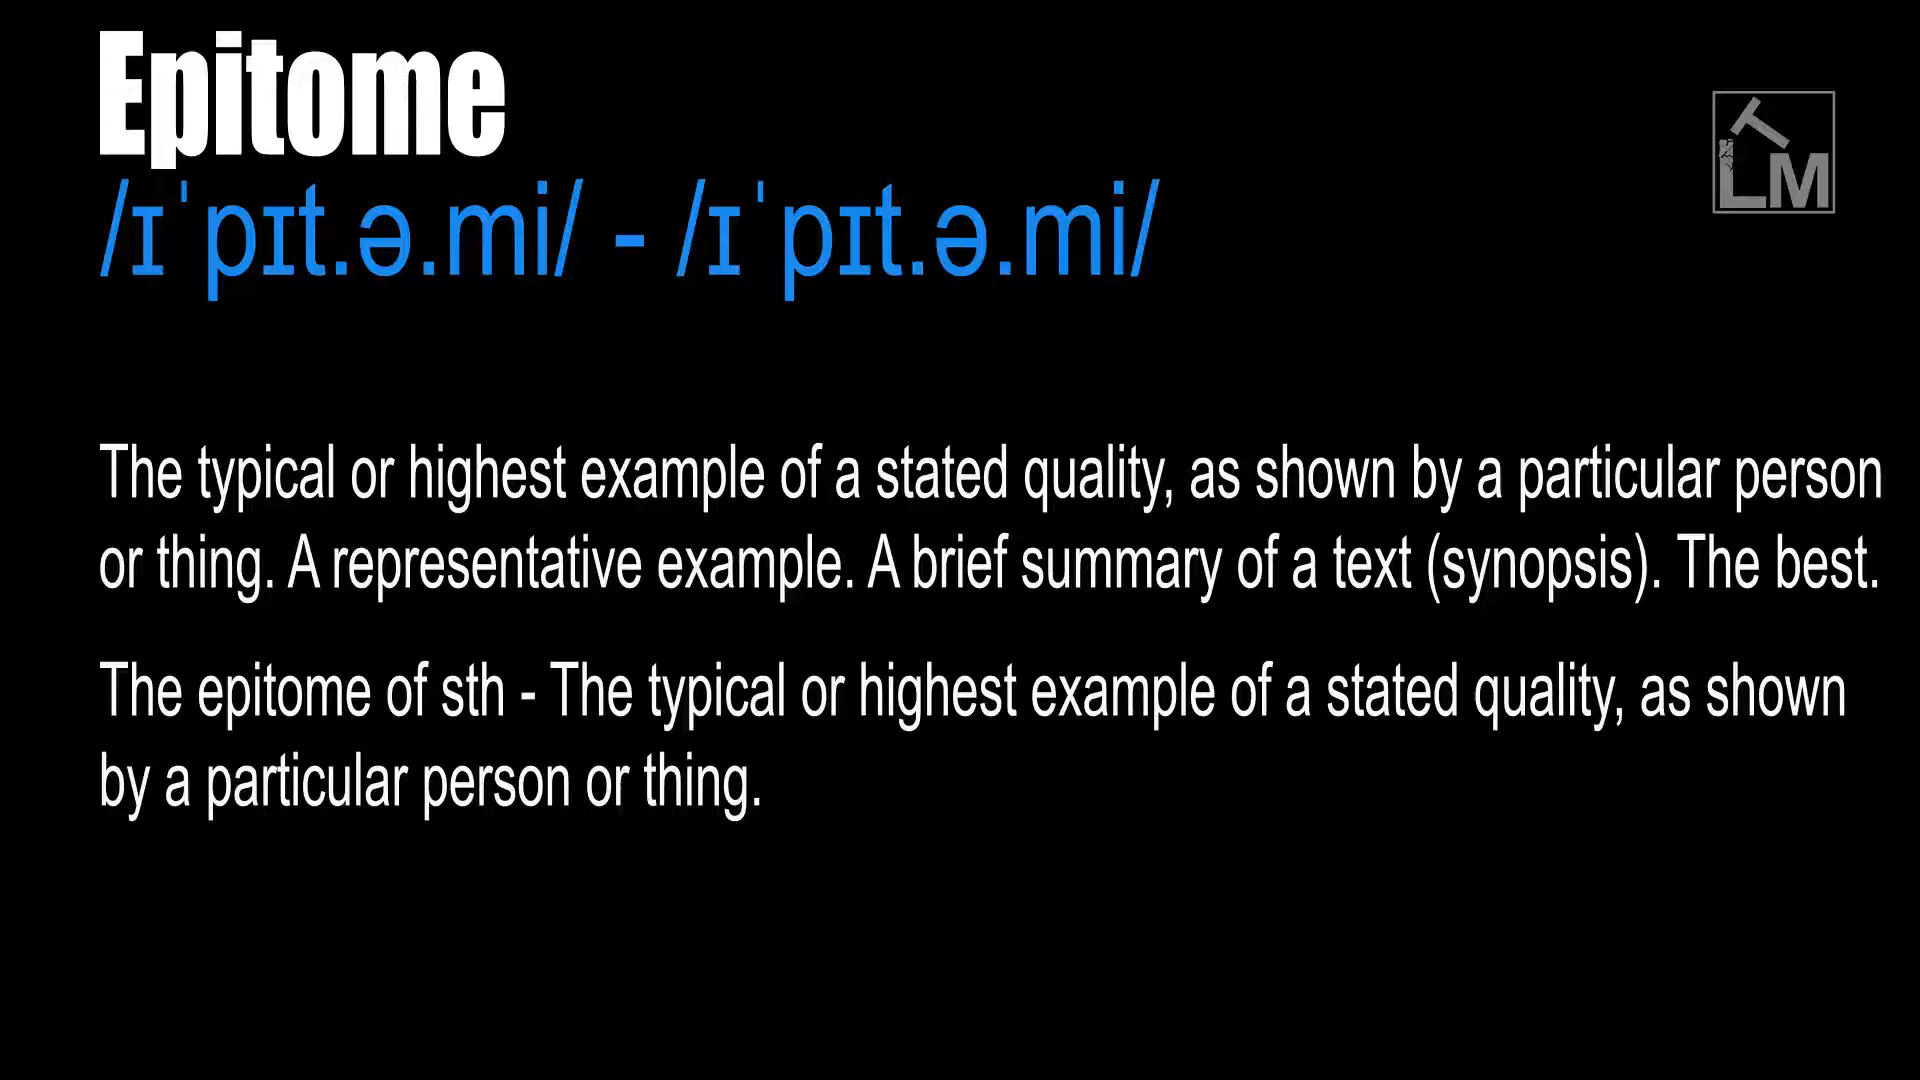 Epitome
/ɪˈpɪt.ə.mi/ - /ɪˈpɪt.ə.mi/
LTM
The typical or highest example of a stated quality, as shown by a particular person
or thing. A representative example. A brief summary of a text (synopsis). The best.
The epitome of sth - The typical or highest example of a stated quality, as shown
by a particular person or thing.